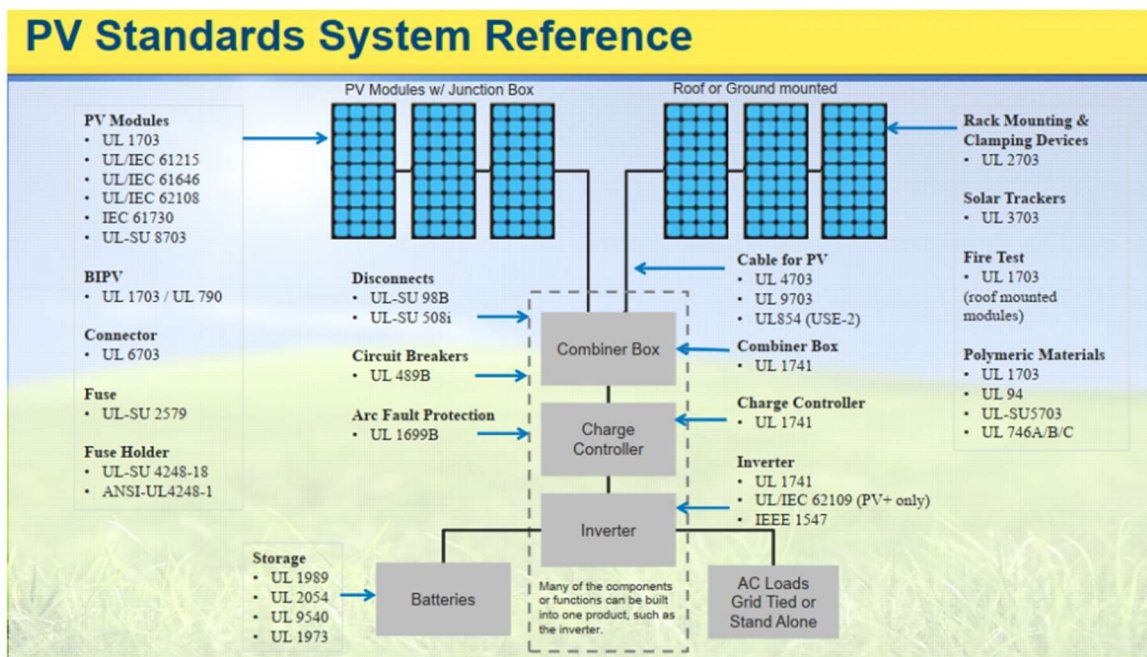 PV Standards System Reference
PV Modules w/ Junction Box
Roof or Ground mounted
PV Modules
• UL 1703
• UL/IEC 61215
• UL/IEC 61646
• UL/IEC 62108
• IEC 61730
• UL-SU 8703
BIPV
• UL 1703 / UL 790
Connector
• UL 6703
Fuse
• UL-SU 2579
Fuse Holder
• UL-SU 4248-18
• ANSI-UL4248-1
Disconnects
• UL-SU 98B
• UL-SU 508i
Circuit Breakers
• UL 489B
Arc Fault Protection
• UL 1699B
Combiner Box
Charge
Controller
Inverter
Many of the components
or functions can be built
into one product, such as
the inverter.
Cable for PV
• UL 4703
• UL 9703
• UL854 (USE-2)
Combiner Box
• UL 1741
Charge Controller
• UL 1741
Inverter
• UL 1741
• UL/IEC 62109 (PV+ only)
• IEEE 1547
Rack Mounting &
Clamping Devices
• UL 2703
Solar Trackers
• UL 3703
Fire Test
• UL 1703
(roof mounted
modules)
Polymeric Materials
• UL 1703
• UL 94
• UL-SU5703
• UL 746A/B/C
Storage
• UL 1989
• UL 2054
• UL 9540
• UL 1973
Batteries
AC Loads
Grid Tied or
Stand Alone